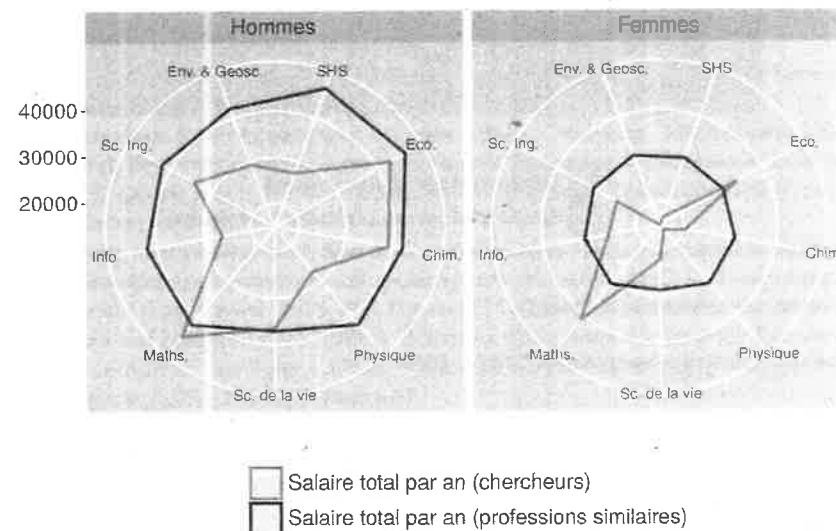 Hommes
Femmes
Env. & Geosc.
SHS
Env. & Geosc.
SHS
40000
30000
20000
Sc. Ing.
Eco.
Sc. Ing.
Eco.
Info
Chim.
Info.
Chim
Maths.
Physique
Maths.
Physique
Sc. de la vie
Sc. de la vie
Salaire total par an (chercheurs)
Salaire total par an (professions similaires)